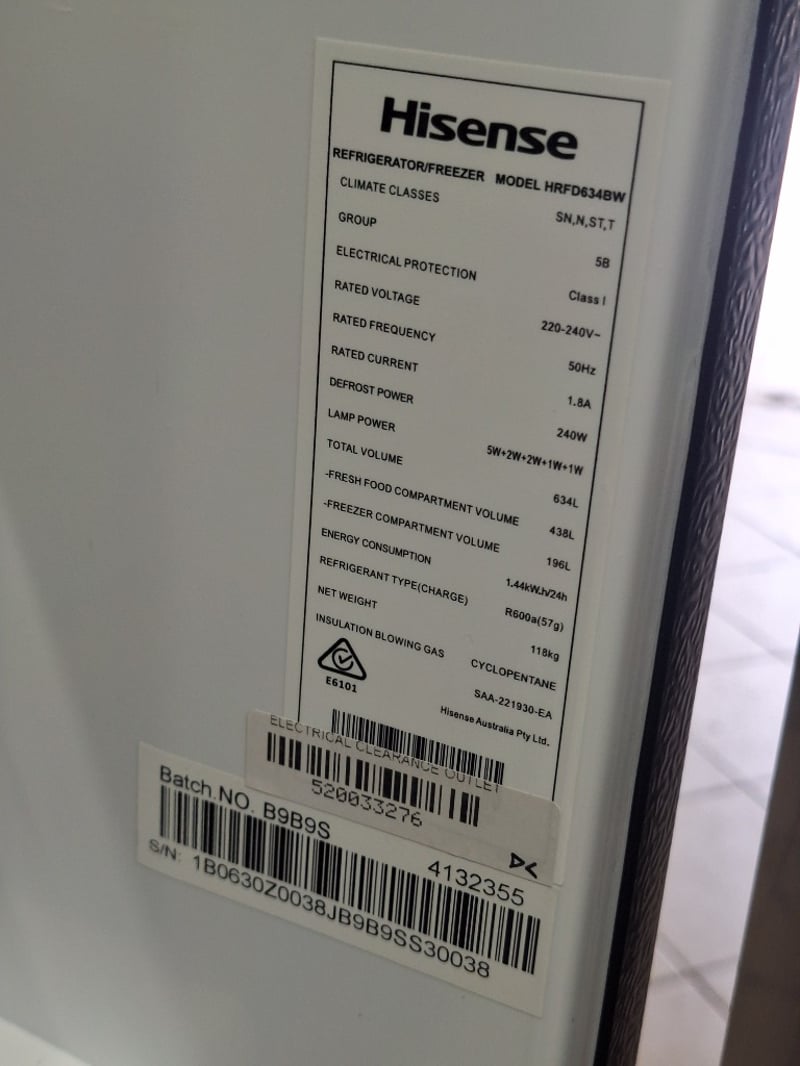 Hisense
REFRIGERATOR/FREEZER MODEL HRFD634BW
CLIMATE CLASSES SN,N,ST,T
GROUP 5B
ELECTRICAL PROTECTION Class I
RATED VOLTAGE 220-240V~
RATED FREQUENCY 50Hz
RATED CURRENT 1.8A
DEFROST POWER 240W
LAMP POWER 5W+2W+2W+1W+1W
TOTAL VOLUME 634L
-FRESH FOOD COMPARTMENT VOLUME 438L
-FREEZER COMPARTMENT VOLUME 196L
ENERGY CONSUMPTION 1.44kW.h/24h
REFRIGERANT TYPE(CHARGE) R600a(57g)
NET WEIGHT 118kg
INSULATION BLOWING GAS CYCLOPENTANE
SAA-221930-EA
E6101
Hisense Australia Pty Ltd.
ELECTRICAL CLEARANCE OUTLET
520033276
Batch.NO. B9B9S 4132355
S/N: 1B0630Z0038JB9B9SS30038